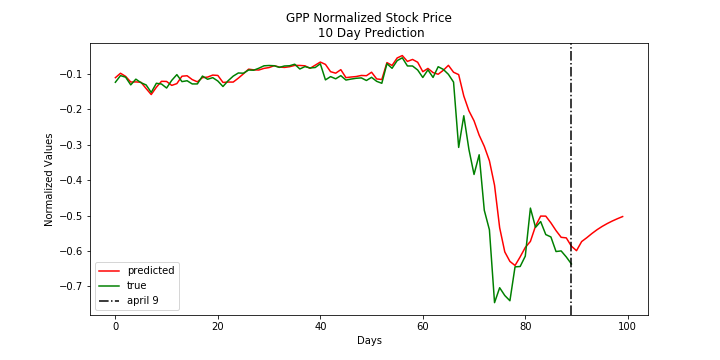 GPP Normalized Stock Price
10 Day Prediction
Normalized Values
−0.1
−0.2
−0.3
−0.4
−0.5
−0.6
−0.7
predicted
true
april 9
0 20 40 60 80 100
Days